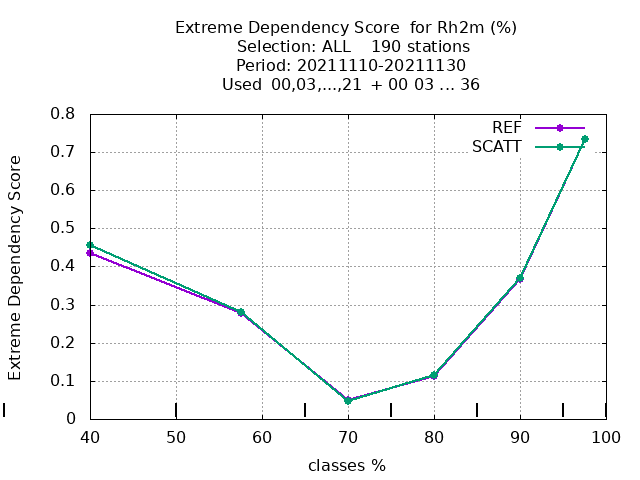 Extreme Dependency Score  for Rh2m (%)
Selection: ALL    190 stations
Period: 20211110-20211130
Used  00,03,...,21  + 00 03 ... 36
REF
SCATT
Extreme Dependency Score
0.8
0.7
0.6
0.5
0.4
0.3
0.2
0.1
0
40 50 60 70 80 90 100
classes %